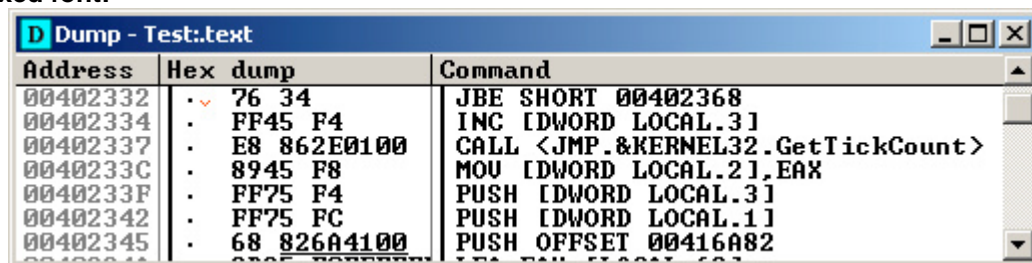 D Dump - Test:.text
Address Hex dump Command
00402332 . 76 34 JBE SHORT 00402368
00402334 . FF45 F4 INC [DWORD LOCAL.3]
00402337 . E8 862E0100 CALL <JMP.&KERNEL32.GetTickCount>
0040233C . 8945 F8 MOV [DWORD LOCAL.2],EAX
0040233F . FF75 F4 PUSH [DWORD LOCAL.3]
00402342 . FF75 FC PUSH [DWORD LOCAL.1]
00402345 . 68 826A4100 PUSH OFFSET 00416A82